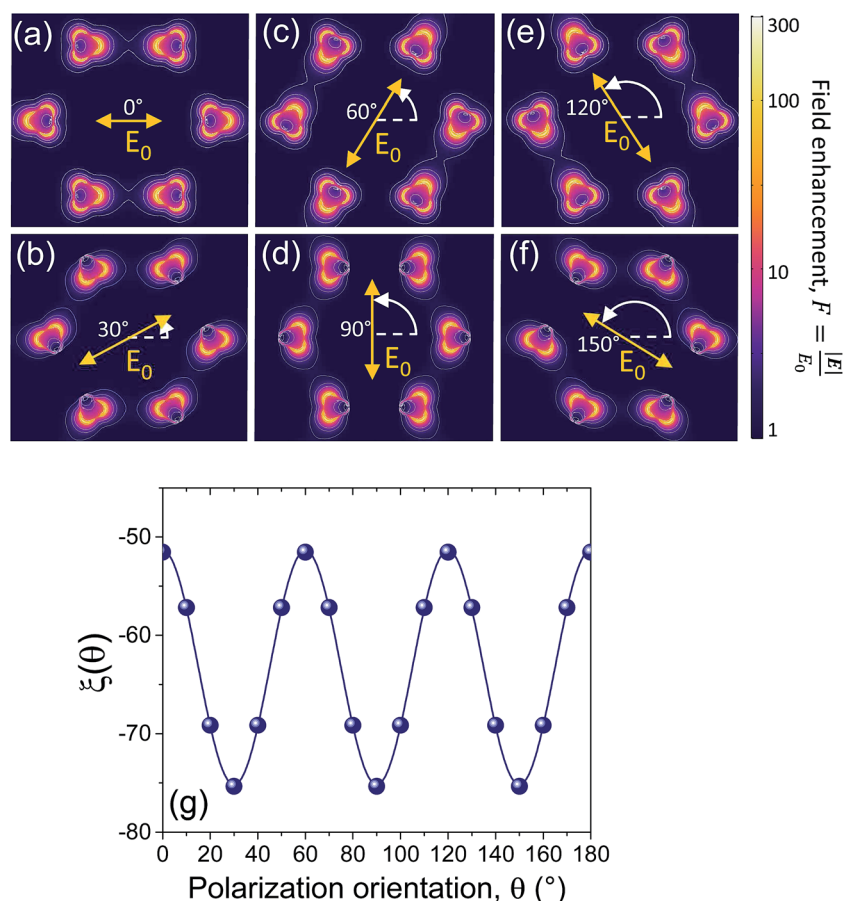 (a)
0°
E₀
(c)
60°
E₀
(e)
120°
E₀
(b)
30°
E₀
(d)
90°
E₀
(f)
150°
E₀
300
100
10
1
Field enhancement, F = |E|/E₀
-50
-60
-70
-80
ξ(θ)
(g)
0 20 40 60 80 100 120 140 160 180
Polarization orientation, θ (°)